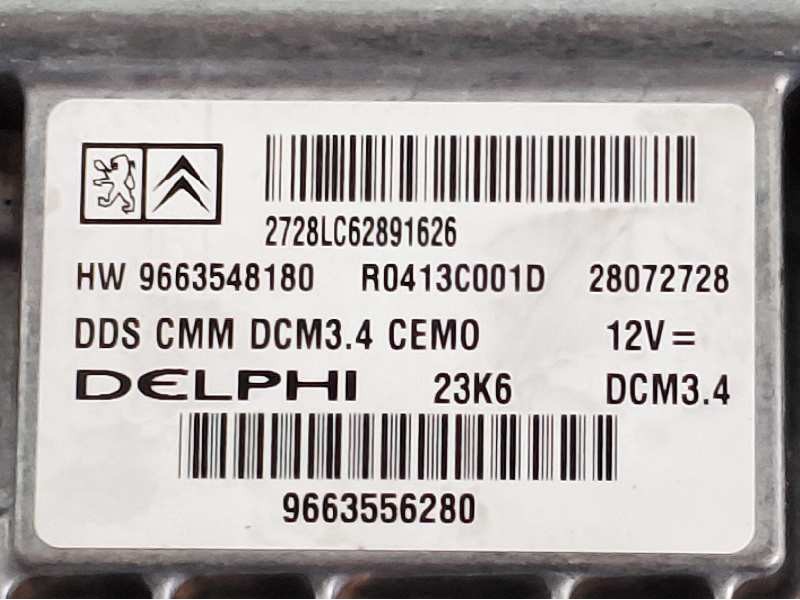 2728LC62891626
HW 9663548180 R0413C001D 28072728
DDS CMM DCM3.4 CEMO 12V =
DELPHI 23K6 DCM3.4
9663556280